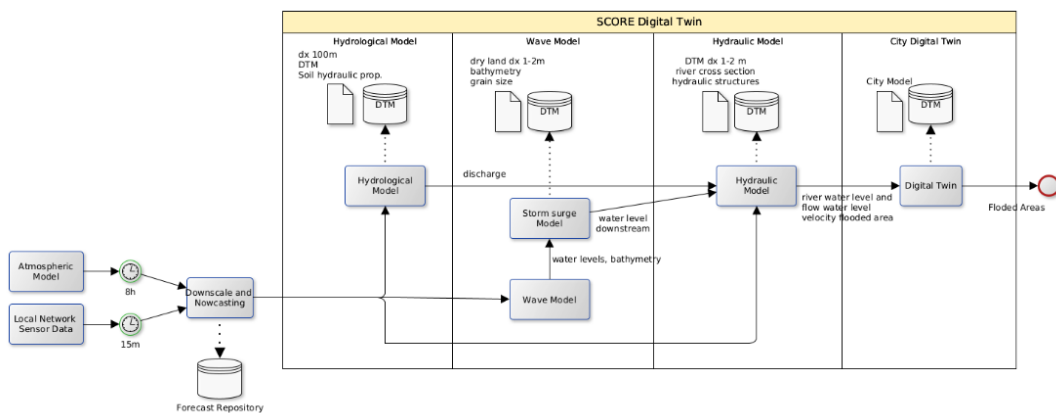 SCORE Digital Twin
Hydrological Model
Wave Model
Hydraulic Model
City Digital Twin
dx 100m
DTM
Soil hydraulic prop.
DTM
dry land dx 1-2m
bathymetry
grain size
DTM
DTM dx 1-2 m
river cross section
hydraulic structures
DTM
City Model
DTM
Hydrological
Model
discharge
Hydraulic
Model
river water level and
flow water level
velocity flooded area
Digital Twin
Floded Areas
Storm surge
Model
water level
downstream
water levels, bathymetry
Wave Model
Atmospheric
Model
8h
Downscale and
Nowcasting
Local Network
Sensor Data
15m
Forecast Repository